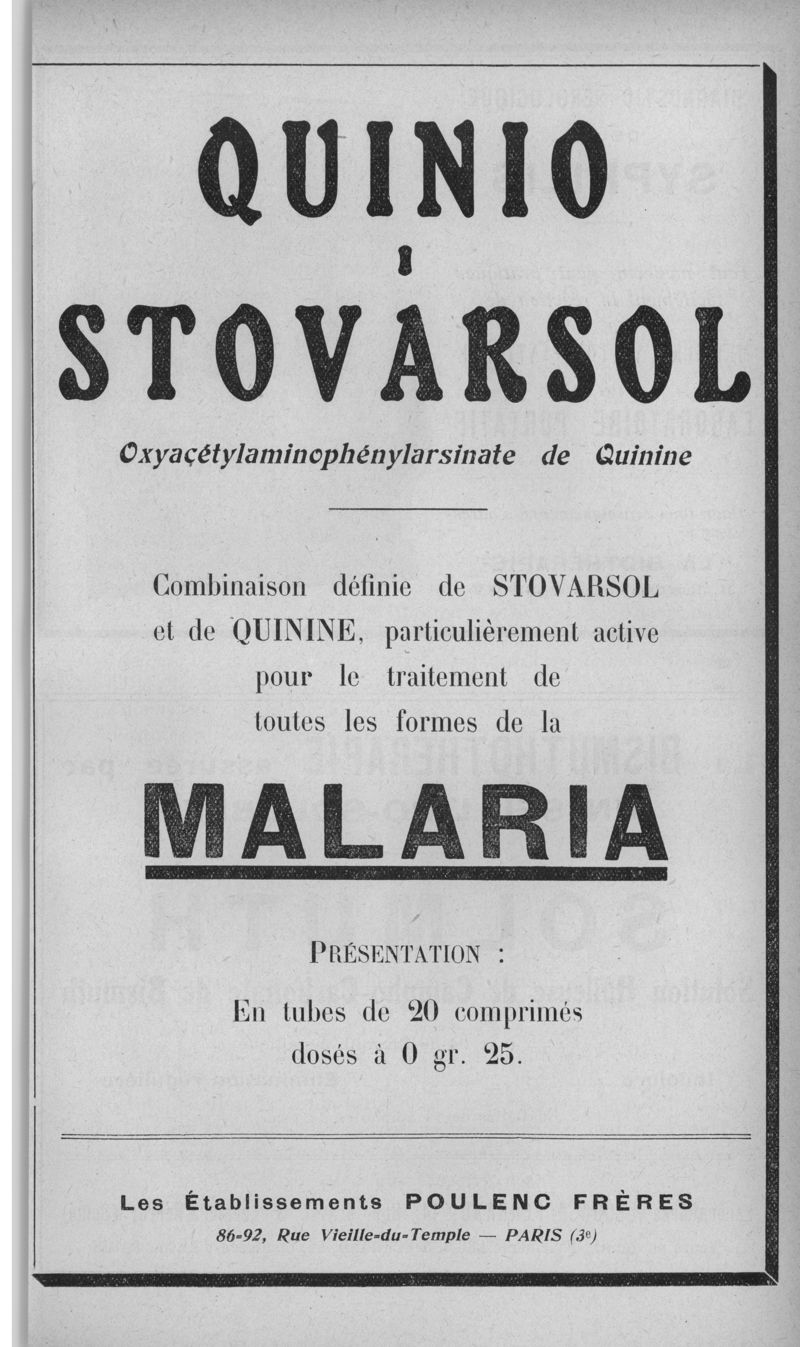 QUINIO
STOVARSOL
Oxyaçétylaminophénylarsinate de Quinine
Combinaison définie de STOVARSOL
et de QUININE, particulièrement active
pour le traitement de
toutes les formes de la
MALARIA
PRÉSENTATION :
En tubes de 20 comprimés
dosés à 0 gr. 25.
Les Établissements POULENC FRÈRES
86-92, Rue Vieille-du-Temple — PARIS (3e)